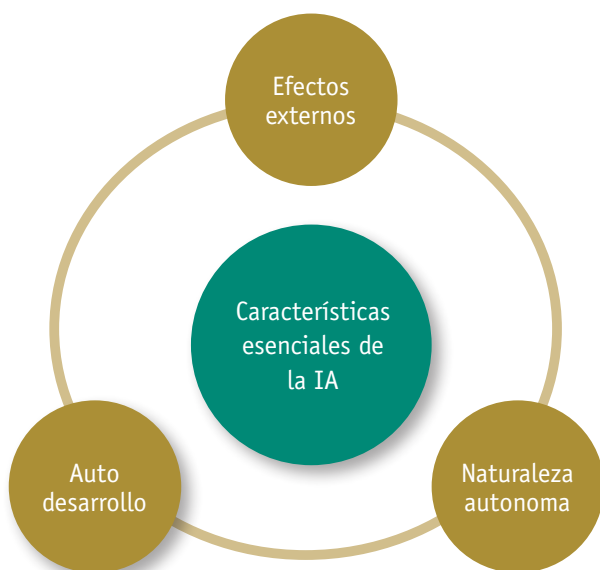 Efectos
externos
Características
esenciales de
la IA
Auto
desarrollo
Naturaleza
autonoma